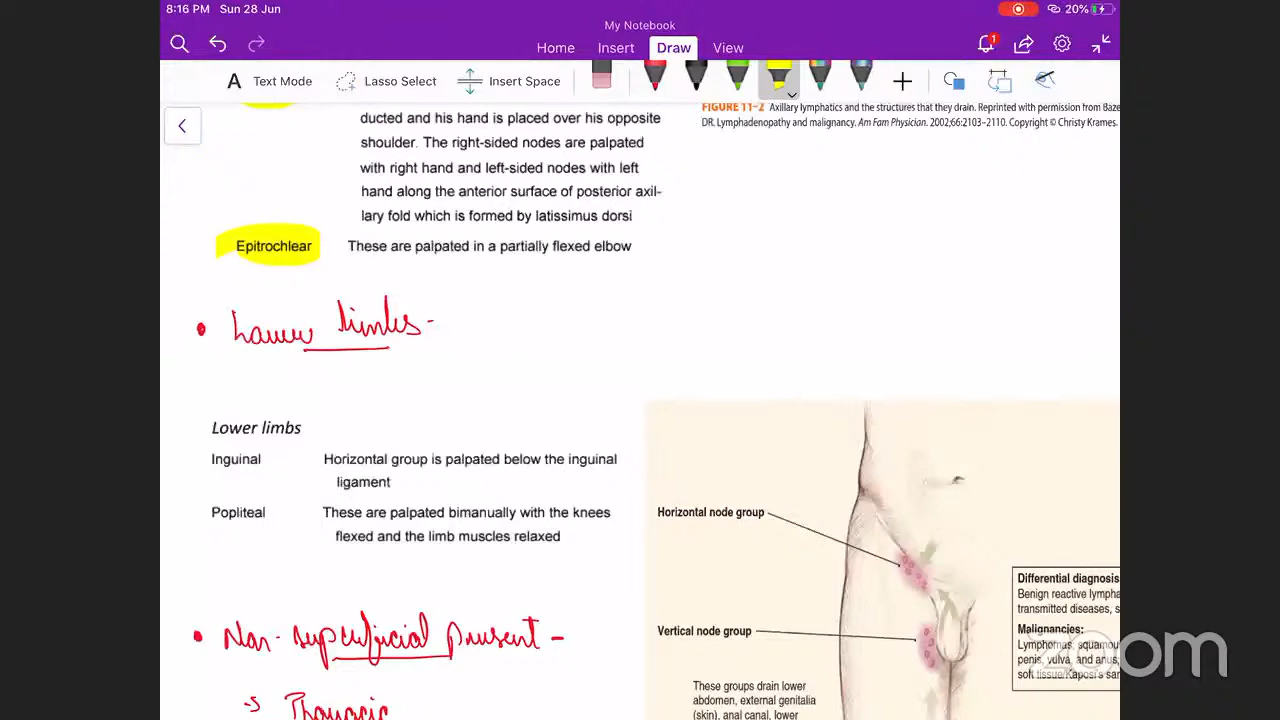 8:16 PM Sun 28 Jun
20%
My Notebook
Home Insert Draw View
1
A Text Mode Lasso Select Insert Space
FIGURE 11-2 Axillary lymphatics and the structures that they drain. Reprinted with permission from Baze
DR. Lymphadenopathy and malignancy. Am Fam Physician. 2002;66:2103-2110. Copyright © Christy Krames.
ducted and his hand is placed over his opposite
shoulder. The right-sided nodes are palpated
with right hand and left-sided nodes with left
hand along the anterior surface of posterior axil-
lary fold which is formed by latissimus dorsi
Epitrochlear These are palpated in a partially flexed elbow
• Lower limbs -
Lower limbs
Inguinal Horizontal group is palpated below the inguinal
ligament
Popliteal These are palpated bimanually with the knees
flexed and the limb muscles relaxed
Horizontal node group
Differential diagnosis
Benign reactive lympha
transmitted diseases, s
Vertical node group
Malignancies:
Lymphomas, squamou
penis, vulva, and anus,
soft tissue/Kaposi's sar
• Non-superficial present -
These groups drain lower
abdomen, external genitalia
(skin), anal canal, lower
Thoracic
zoom